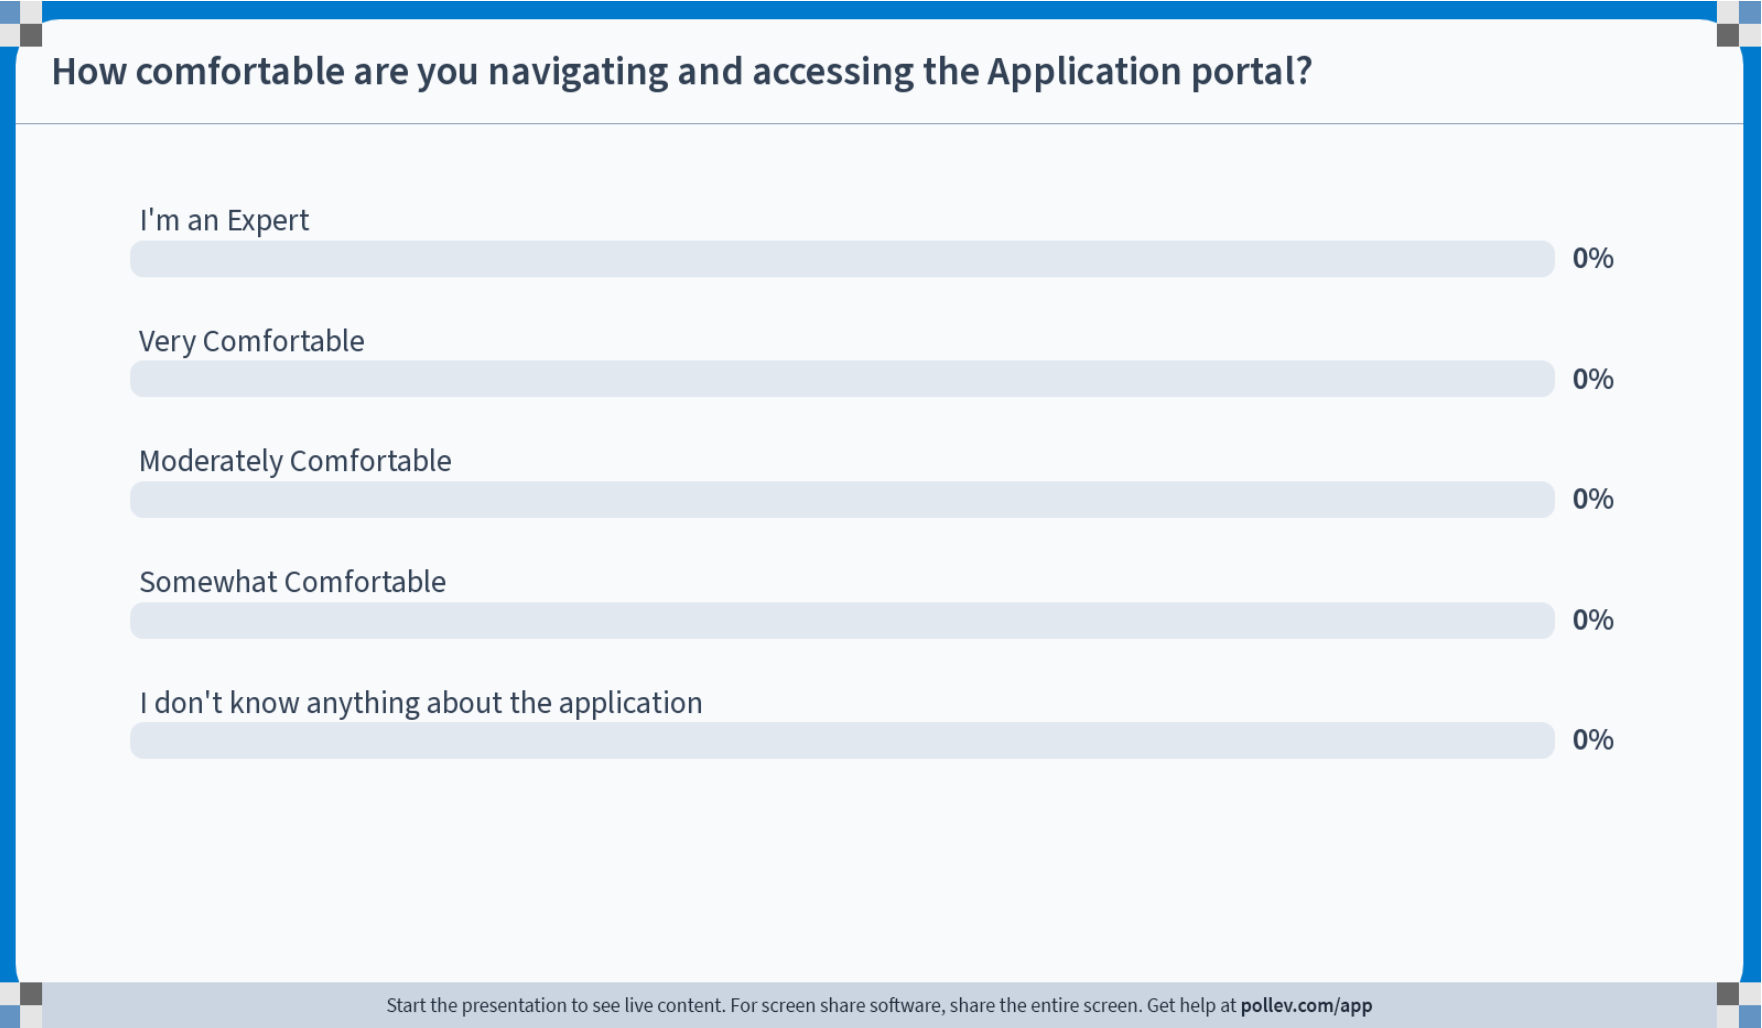 How comfortable are you navigating and accessing the Application portal?
I'm an Expert
0%
Very Comfortable
0%
Moderately Comfortable
0%
Somewhat Comfortable
0%
I don't know anything about the application
0%
Start the presentation to see live content. For screen share software, share the entire screen. Get help at pollev.com/app